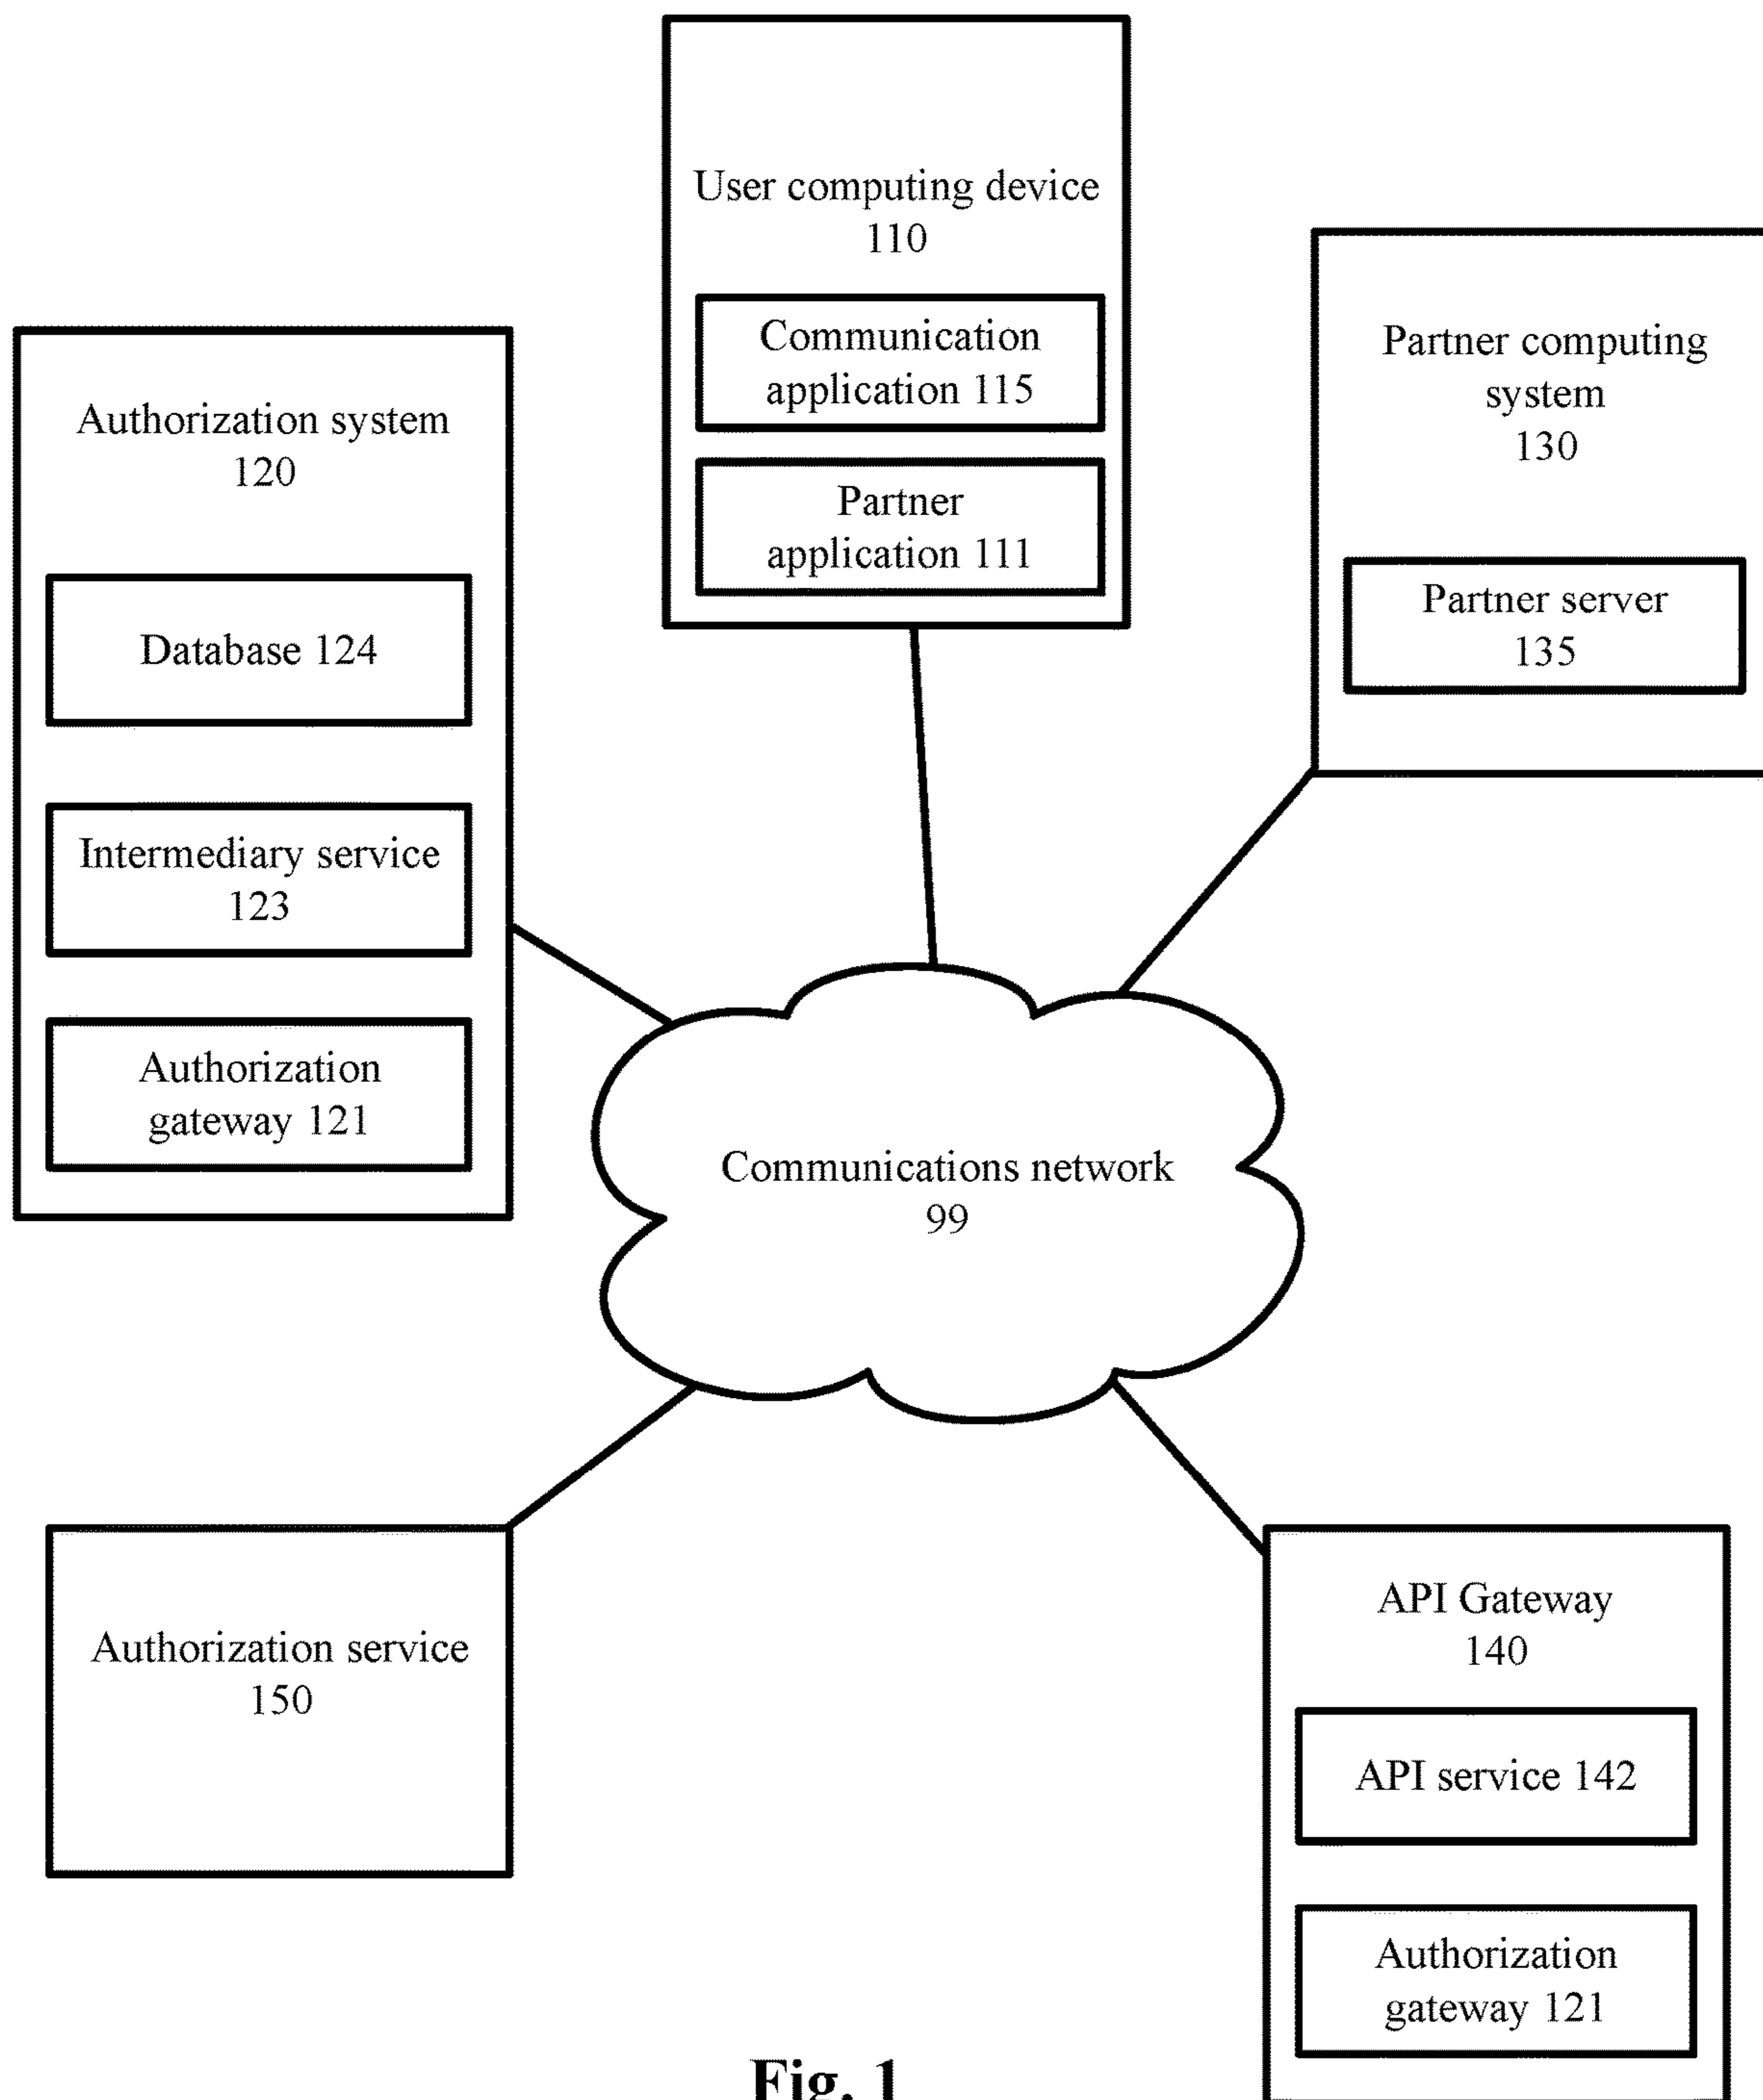 User computing device
110
Communication
application 115
Partner
application 111
Partner computing
system
130
Partner server
135
Authorization system
120
Database 124
Intermediary service
123
Authorization
gateway 121
Communications network
99
Authorization service
150
API Gateway
140
API service 142
Authorization
gateway 121
Fig. 1